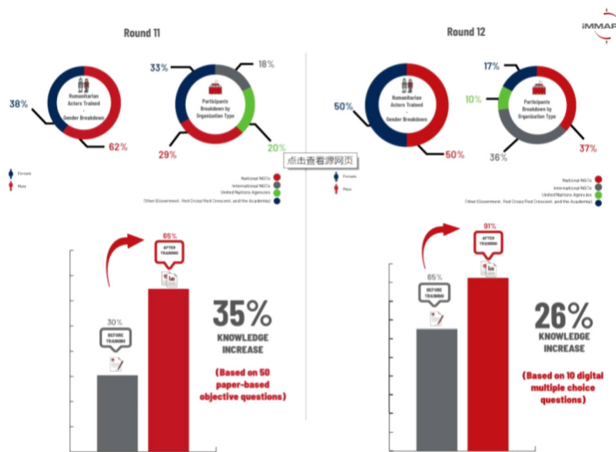 iMMAP
Round 11
Round 12
Humanitarian
Actors Trained
-
Gender Breakdown
38%
62%
Participants
Breakdown by
Organization Type
33%
18%
20%
29%
Humanitarian
Actors Trained
-
Gender Breakdown
50%
50%
Participants
Breakdown by
Organization Type
17%
10%
36%
37%
点击查看源网页
Female
Male
National NGOs
International NGOs
United Nations Agencies
Other (Government, Red Cross/Red Crescent, and the Academia)
Female
Male
National NGOs
International NGOs
United Nations Agencies
Other (Government, Red Cross/Red Crescent, and the Academia)
30%
BEFORE
TRAINING
65%
AFTER
TRAINING
35%
KNOWLEDGE
INCREASE
(Based on 50
paper-based
objective questions)
65%
BEFORE
TRAINING
91%
AFTER
TRAINING
26%
KNOWLEDGE
INCREASE
(Based on 10 digital
multiple choice
questions)